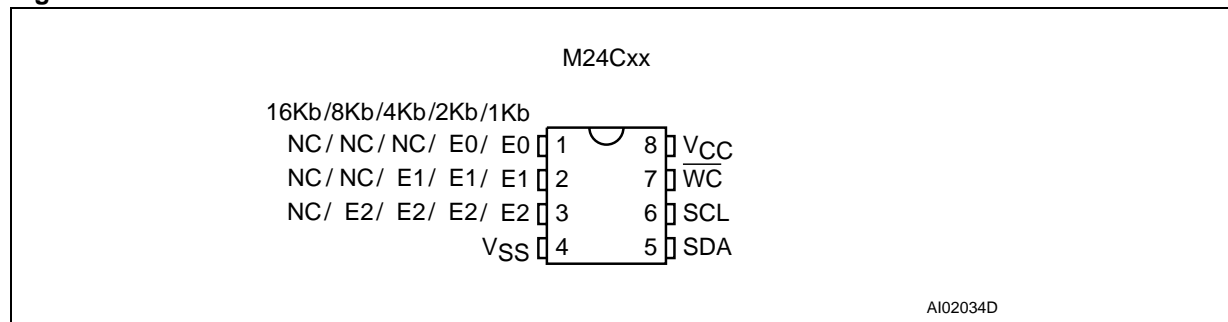 M24Cxx
16Kb/8Kb/4Kb/2Kb/1Kb
NC/ NC/ NC/ E0/ E0 1 8 VCC
NC/ NC/ E1/ E1/ E1 2 7 WC
NC/ E2/ E2/ E2/ E2 3 6 SCL
VSS 4 5 SDA
AI02034D